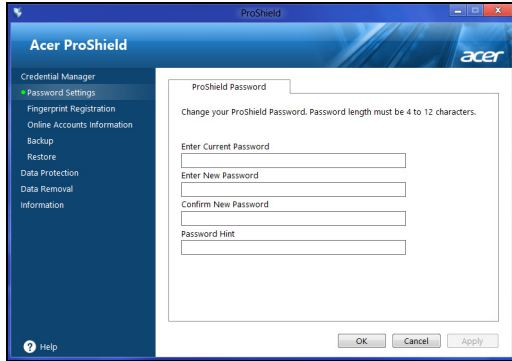 ProShield
Acer ProShield
acer
Credential Manager
Password Settings
Fingerprint Registration
Online Accounts Information
Backup
Restore
Data Protection
Data Removal
Information
Help
ProShield Password
Change your ProShield Password. Password length must be 4 to 12 characters.
Enter Current Password
Enter New Password
Confirm New Password
Password Hint
OK
Cancel
Apply